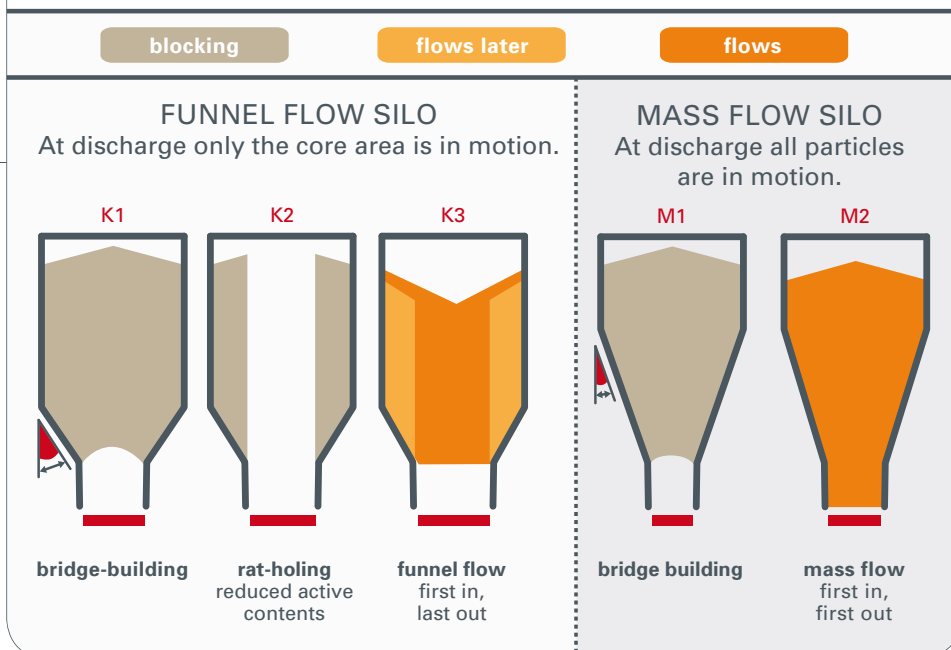 blocking
flows later
flows
FUNNEL FLOW SILO
At discharge only the core area is in motion.
K1
K2
K3
bridge-building
rat-holing
reduced active
contents
funnel flow
first in,
last out
MASS FLOW SILO
At discharge all particles
are in motion.
M1
M2
bridge building
mass flow
first in,
first out